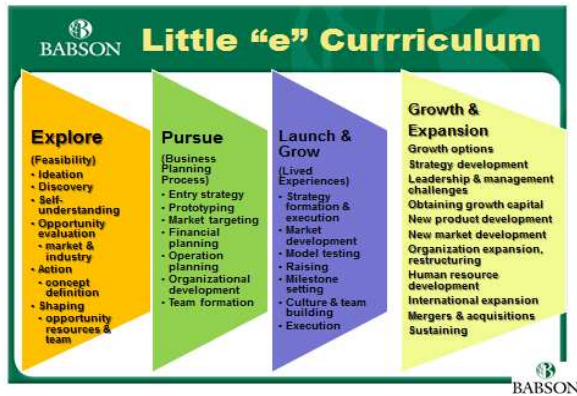 BABSON
Little “e” Currriculum
Explore
(Feasibility)
• Ideation
• Discovery
• Self-
understanding
• Opportunity
evaluation
• market &
industry
• Action
• concept
definition
• Shaping
• opportunity
resources &
team
Pursue
(Business
Planning
Process)
• Entry strategy
• Prototyping
• Market targeting
• Financial
planning
• Operation
planning
• Organizational
development
• Team formation
Launch &
Grow
(Lived
Experiences)
• Strategy
formation &
execution
• Market
development
• Model testing
• Raising
• Milestone
setting
• Culture & team
building
• Execution
Growth &
Expansion
Growth options
Strategy development
Leadership & management
challenges
Obtaining growth capital
New product development
New market development
Organization expansion,
restructuring
Human resource
development
International expansion
Mergers & acquisitions
Sustaining
BABSON